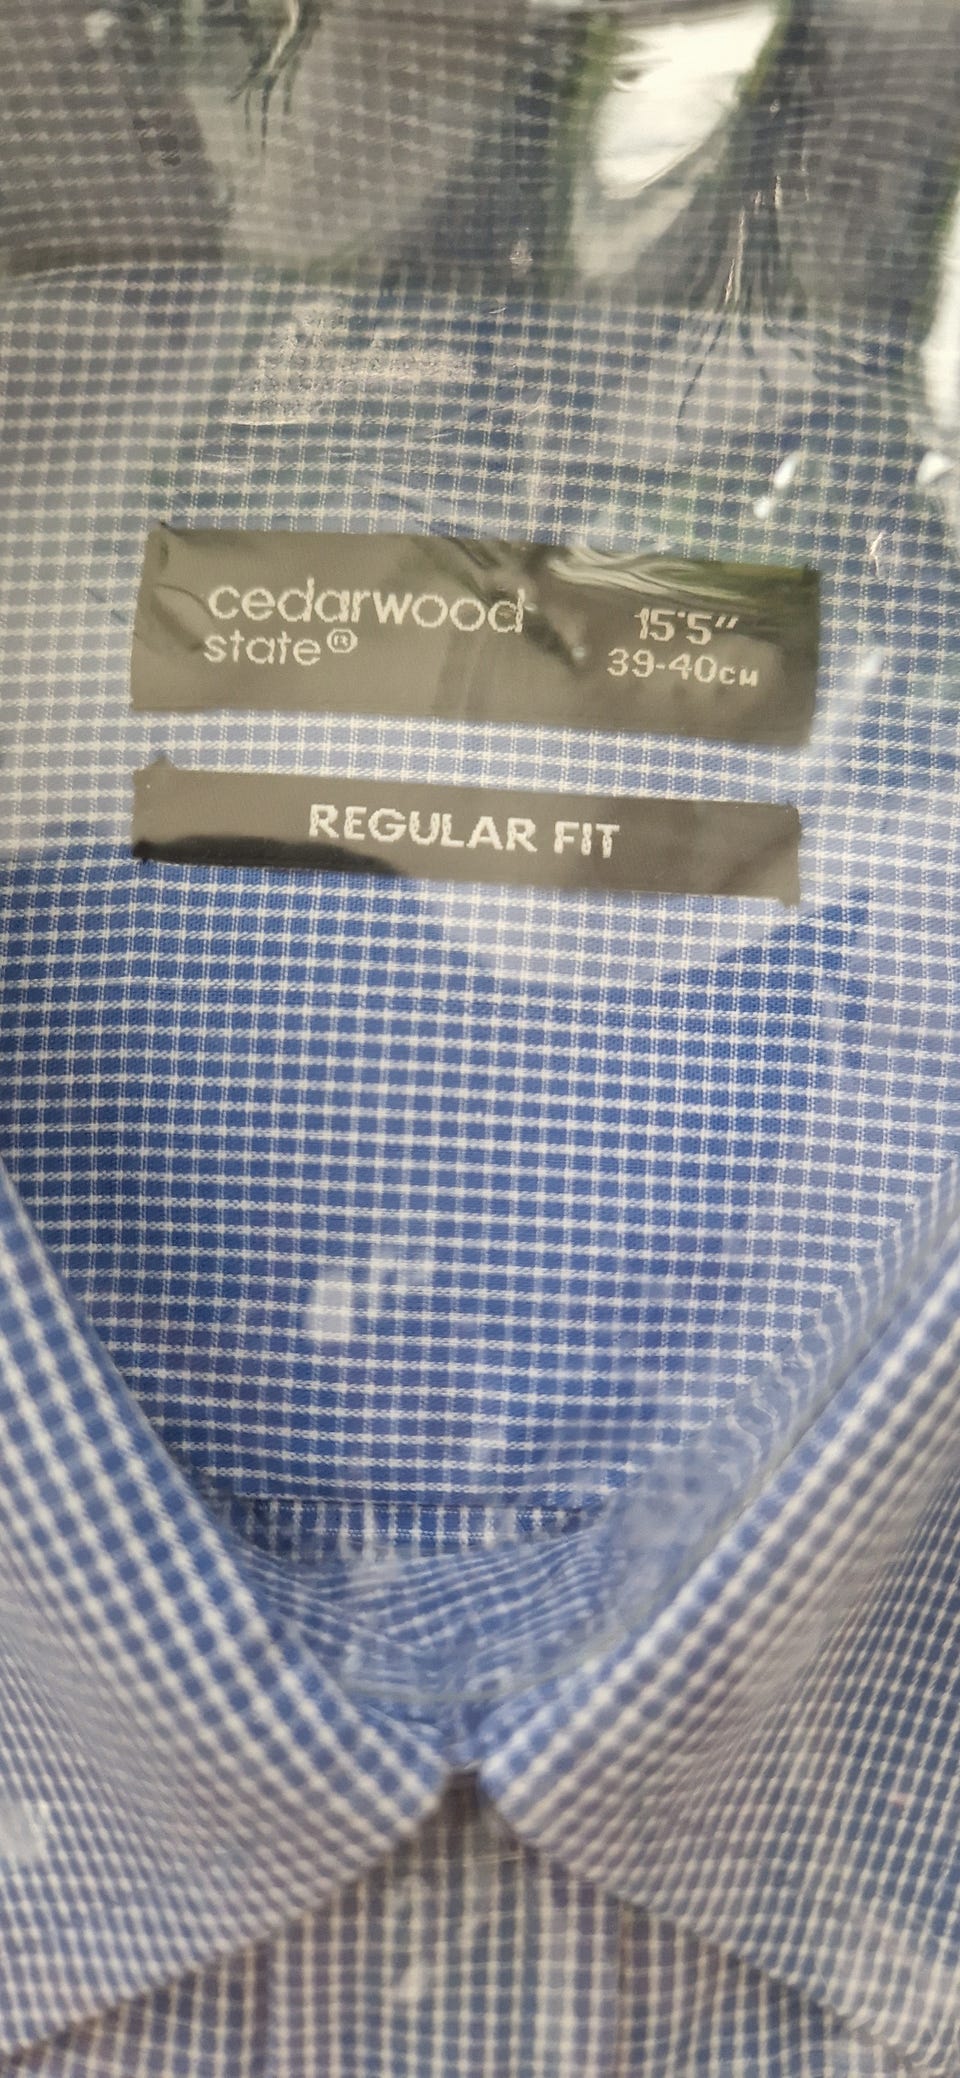 cedarwood
state®
15'5"
39-40cm
REGULAR FIT